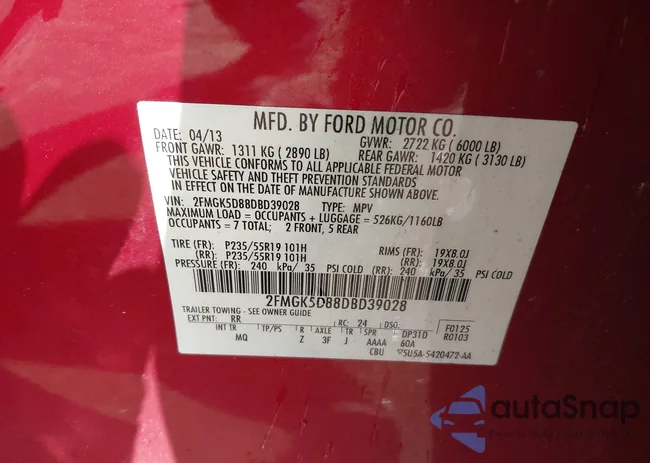 MFD. BY FORD MOTOR CO.
DATE: 04/13 GVWR: 2722 KG ( 6000 LB)
FRONT GAWR: 1311 KG ( 2890 LB) REAR GAWR: 1420 KG ( 3130 LB)
THIS VEHICLE CONFORMS TO ALL APPLICABLE FEDERAL MOTOR
VEHICLE SAFETY AND THEFT PREVENTION STANDARDS
IN EFFECT ON THE DATE OF MANUFACTURE SHOWN ABOVE.
VIN: 2FMGK5D88DBD39028 TYPE: MPV
MAXIMUM LOAD = OCCUPANTS + LUGGAGE = 526KG/1160LB
OCCUPANTS = 7 TOTAL; 2 FRONT, 5 REAR
TIRE (FR): P235/55R19 101H RIMS (FR): 19X8.0J
(RR): P235/55R19 101H (RR): 19X8.0J
PRESSURE (FR): 240 kPa/ 35 PSI COLD (RR): 240 kPa/ 35 PSI COLD
2FMGK5D88DBD39028
TRAILER TOWING - SEE OWNER GUIDE
EXT PNT: RR RC: 24 DSO: F0125
INT TR TP/PS R AXLE TR SPR DP31D R0103
MQ Z 3F J AAAA 60A
CBU 5U5A-5420472-AA
autoSnap